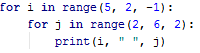 for i in range(5, 2, -1):
    for j in range(2, 6, 2):
        print(i, " ", j)